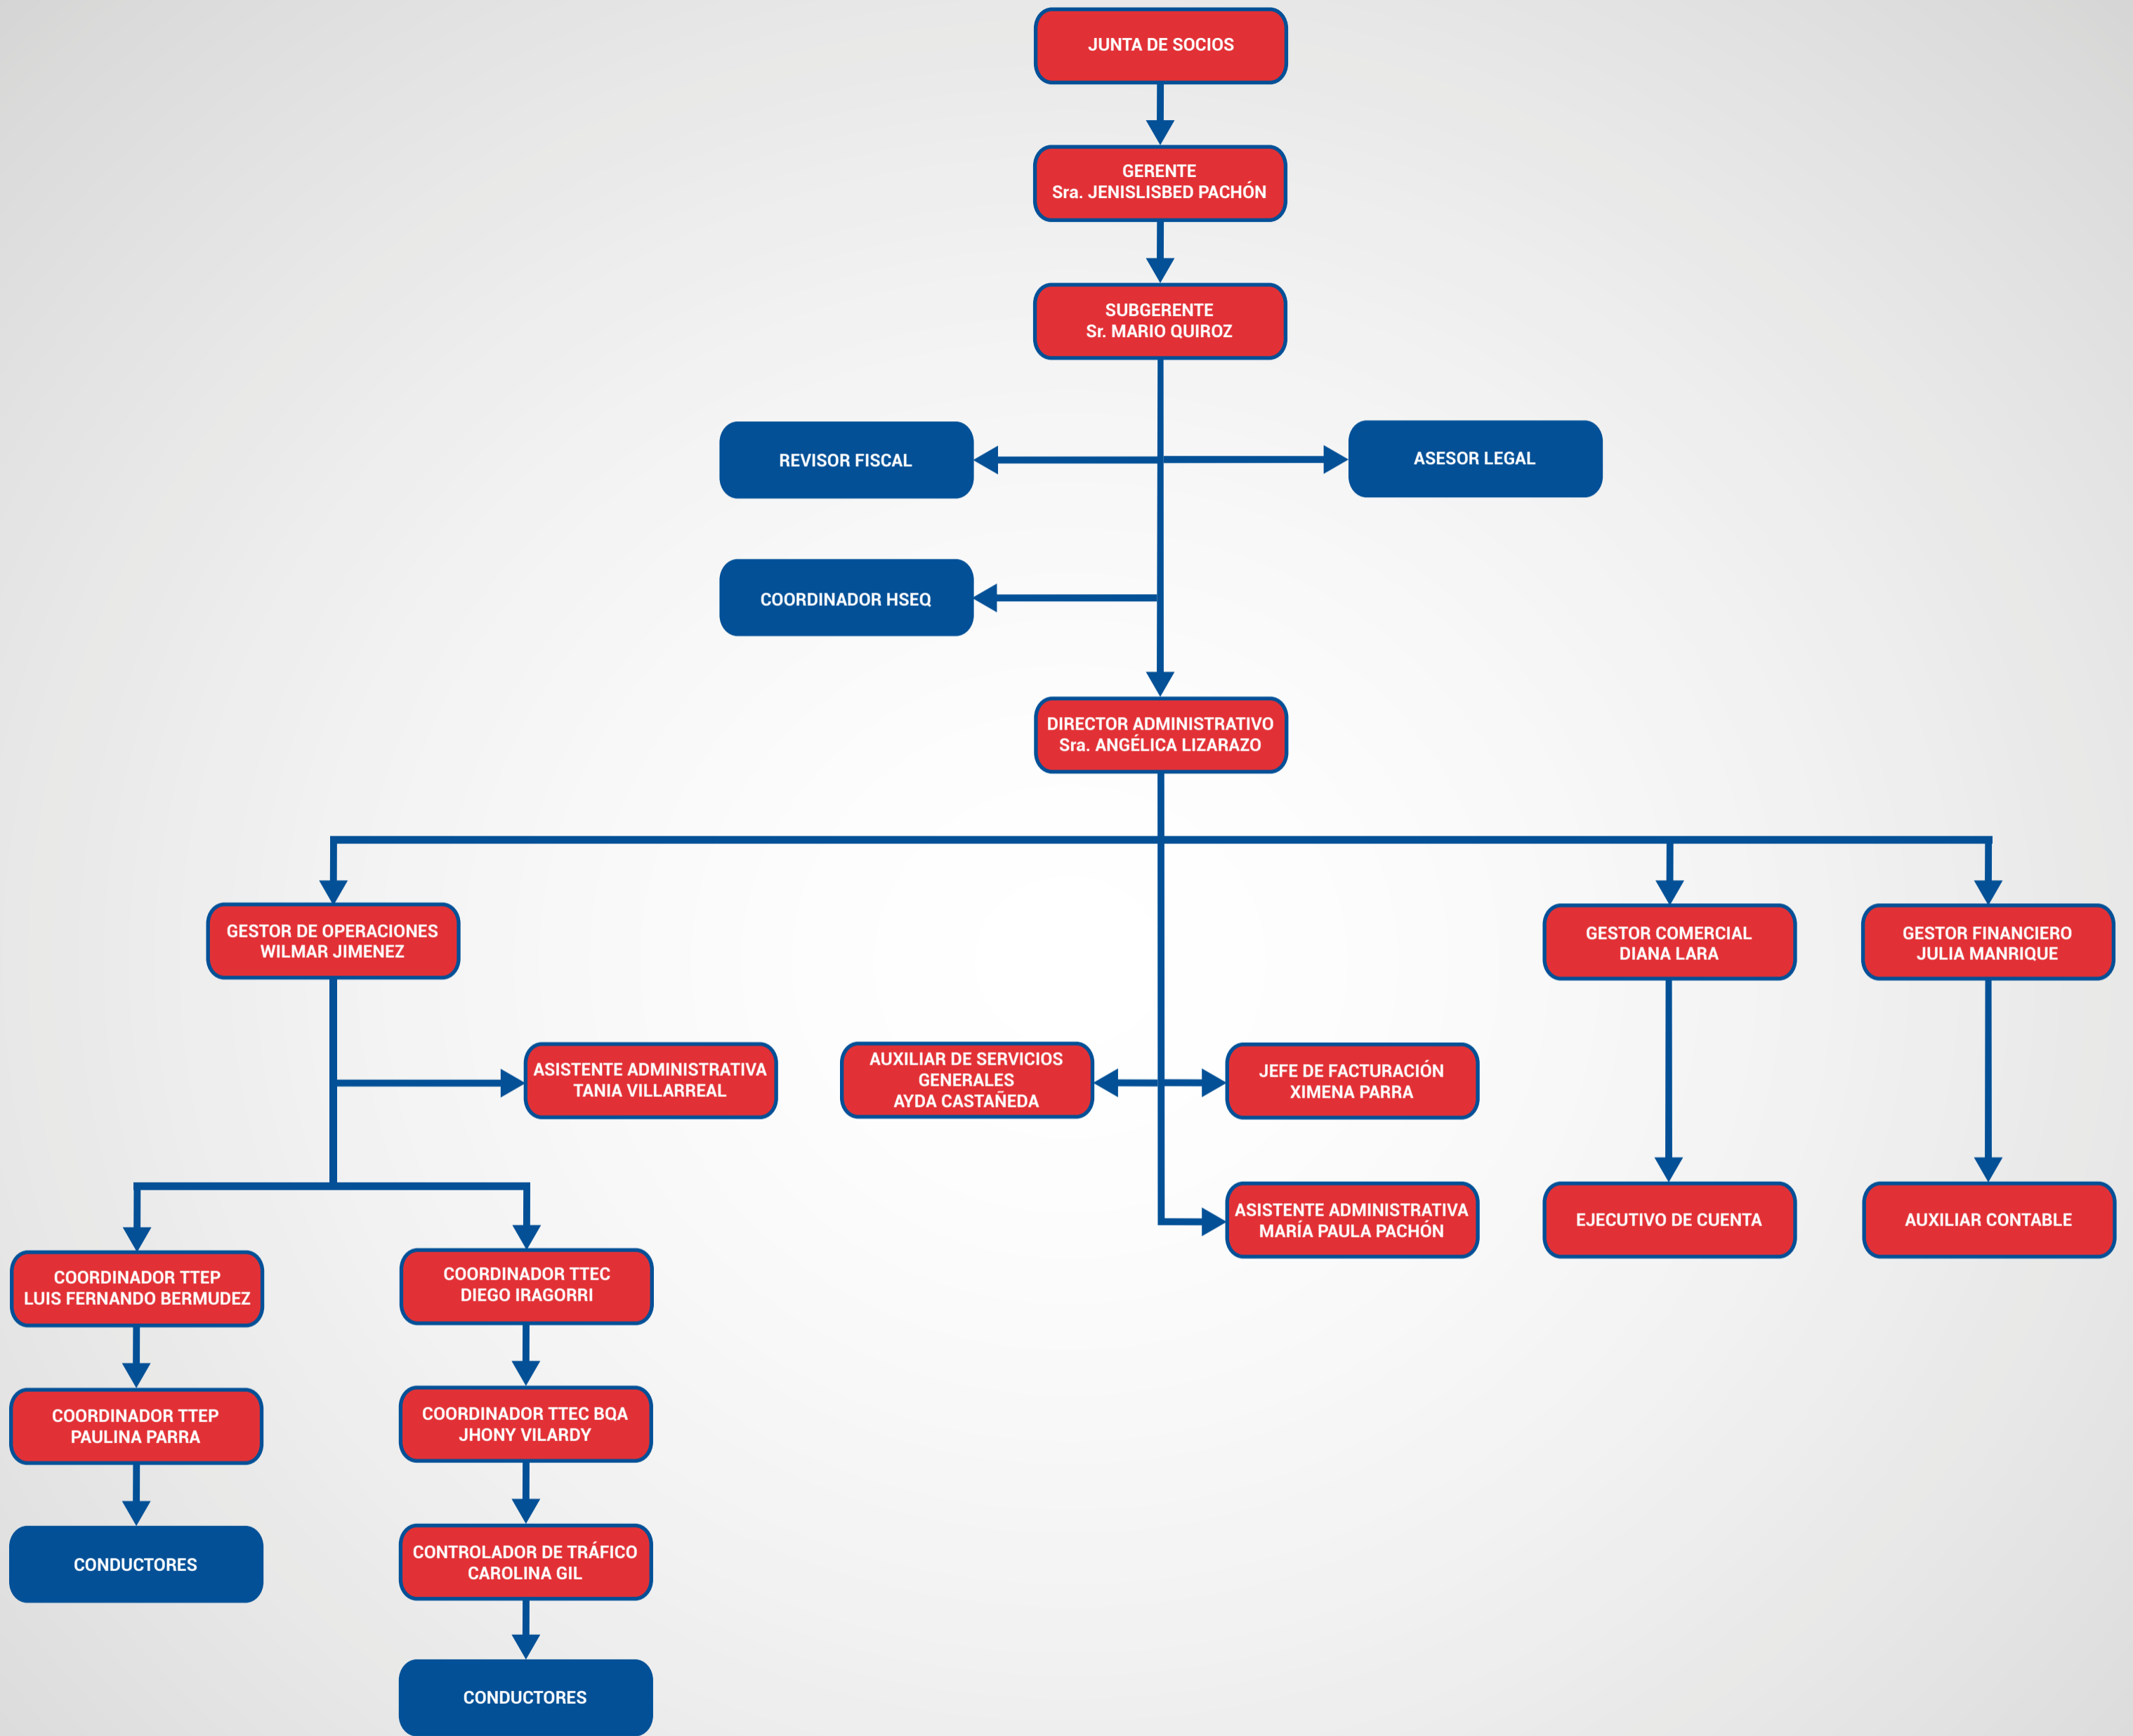 JUNTA DE SOCIOS
GERENTE
Sra. JENISLISBED PACHÓN
SUBGERENTE
Sr. MARIO QUIROZ
REVISOR FISCAL
ASESOR LEGAL
COORDINADOR HSEQ
DIRECTOR ADMINISTRATIVO
Sra. ANGÉLICA LIZARAZO
GESTOR DE OPERACIONES
WILMAR JIMENEZ
GESTOR COMERCIAL
DIANA LARA
GESTOR FINANCIERO
JULIA MANRIQUE
ASISTENTE ADMINISTRATIVA
TANIA VILLARREAL
AUXILIAR DE SERVICIOS
GENERALES
AYDA CASTAÑEDA
JEFE DE FACTURACIÓN
XIMENA PARRA
ASISTENTE ADMINISTRATIVA
MARÍA PAULA PACHÓN
EJECUTIVO DE CUENTA
AUXILIAR CONTABLE
COORDINADOR TTEP
LUIS FERNANDO BERMUDEZ
COORDINADOR TTEC
DIEGO IRAGORRI
COORDINADOR TTEP
PAULINA PARRA
COORDINADOR TTEC BQA
JHONY VILARDY
CONDUCTORES
CONTROLADOR DE TRÁFICO
CAROLINA GIL
CONDUCTORES